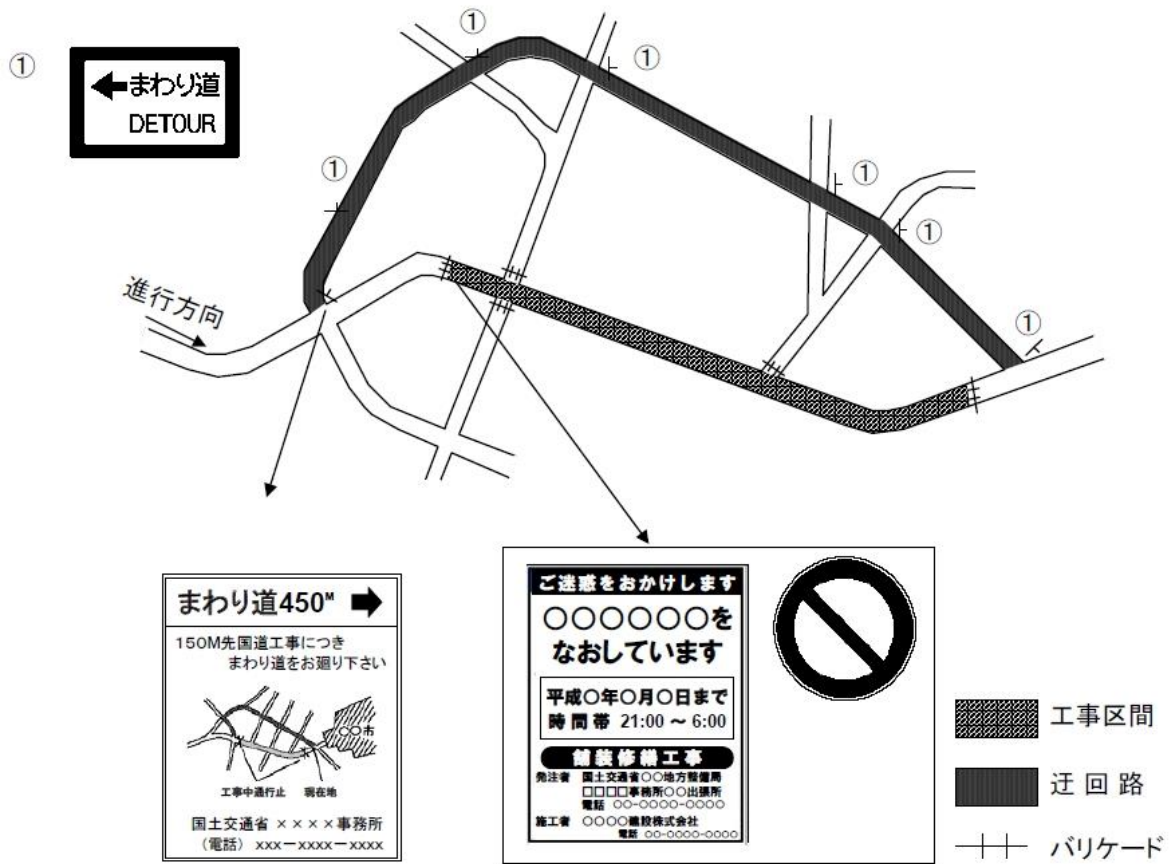 ①
まわり道
DETOUR
①
①
①
①
①
①
進行方向
まわり道450M
150M先国道工事につき
まわり道をお廻り下さい
○○市
工事中通行止 現在地
国土交通省 ××××事務所
(電話) xxx-xxxx-xxxx
ご迷惑をおかけします
○○○○○○を
なおしています
平成○年○月○日まで
時間帯 21:00 ～ 6:00
舗装修繕工事
発注者 国土交通省○○地方整備局
□□□□事務所○○出張所
電話 ○○-○○○○-○○○○
施工者 ○○○○建設株式会社
電話 ○○-○○○○-○○○○
工事区間
迂回路
バリケード